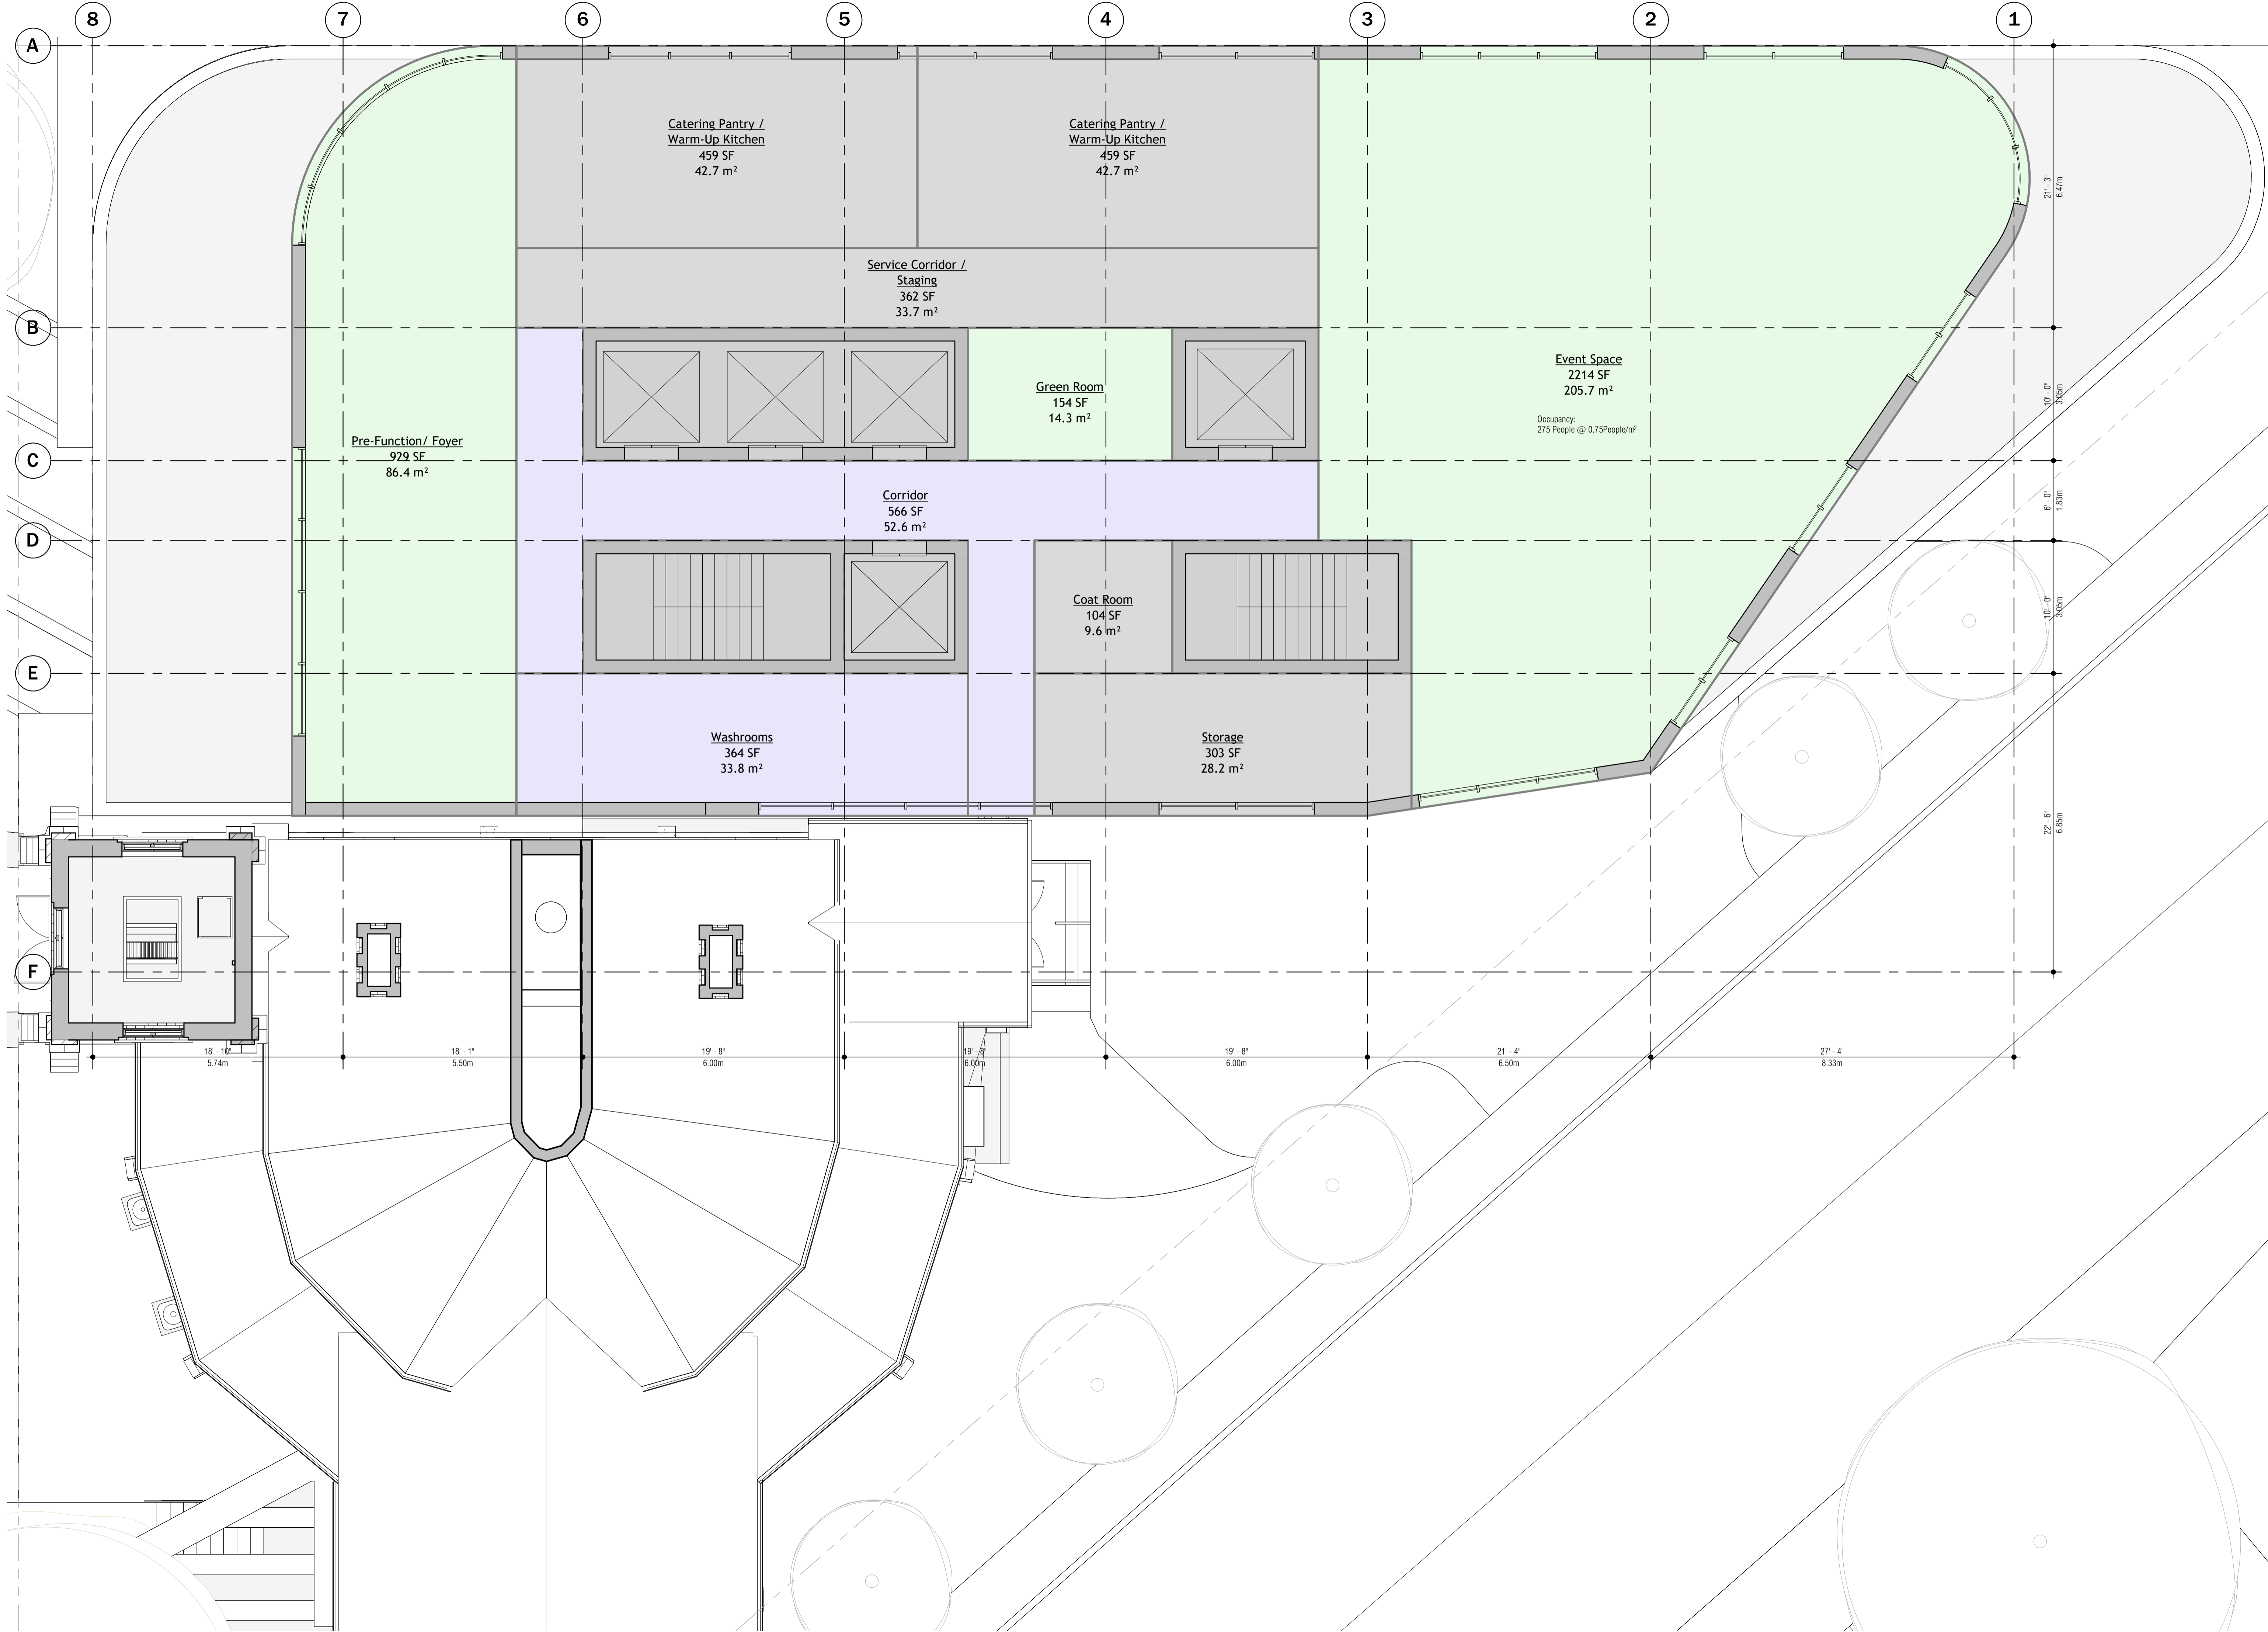 8
7
6
5
4
3
2
1
A
B
C
D
E
F
Catering Pantry /
Warm-Up Kitchen
459 SF
42.7 m²
Catering Pantry /
Warm-Up Kitchen
459 SF
42.7 m²
Service Corridor /
Staging
362 SF
33.7 m²
Green Room
154 SF
14.3 m²
Event Space
2214 SF
205.7 m²
Occupancy:
275 People @ 0.75People/m²
Pre-Function/ Foyer
929 SF
86.4 m²
Corridor
566 SF
52.6 m²
Coat Room
104 SF
9.6 m²
Washrooms
364 SF
33.8 m²
Storage
303 SF
28.2 m²
21' - 3"
6.47m
10' - 0"
3.05m
6' - 0"
1.83m
10' - 0"
3.05m
22' - 6"
6.85m
18' - 10"
5.74m
18' - 1"
5.50m
19' - 8"
6.00m
19' - 8"
6.00m
19' - 8"
6.00m
21' - 4"
6.50m
27' - 4"
8.33m